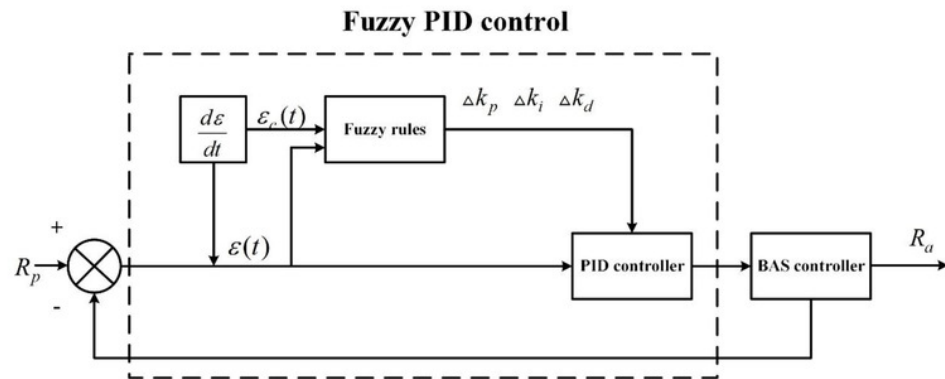 Fuzzy PID control
dε
dt
ε_c(t)
Fuzzy rules
△k_p △k_i △k_d
+
R_p
-
ε(t)
PID controller
BAS controller
R_a